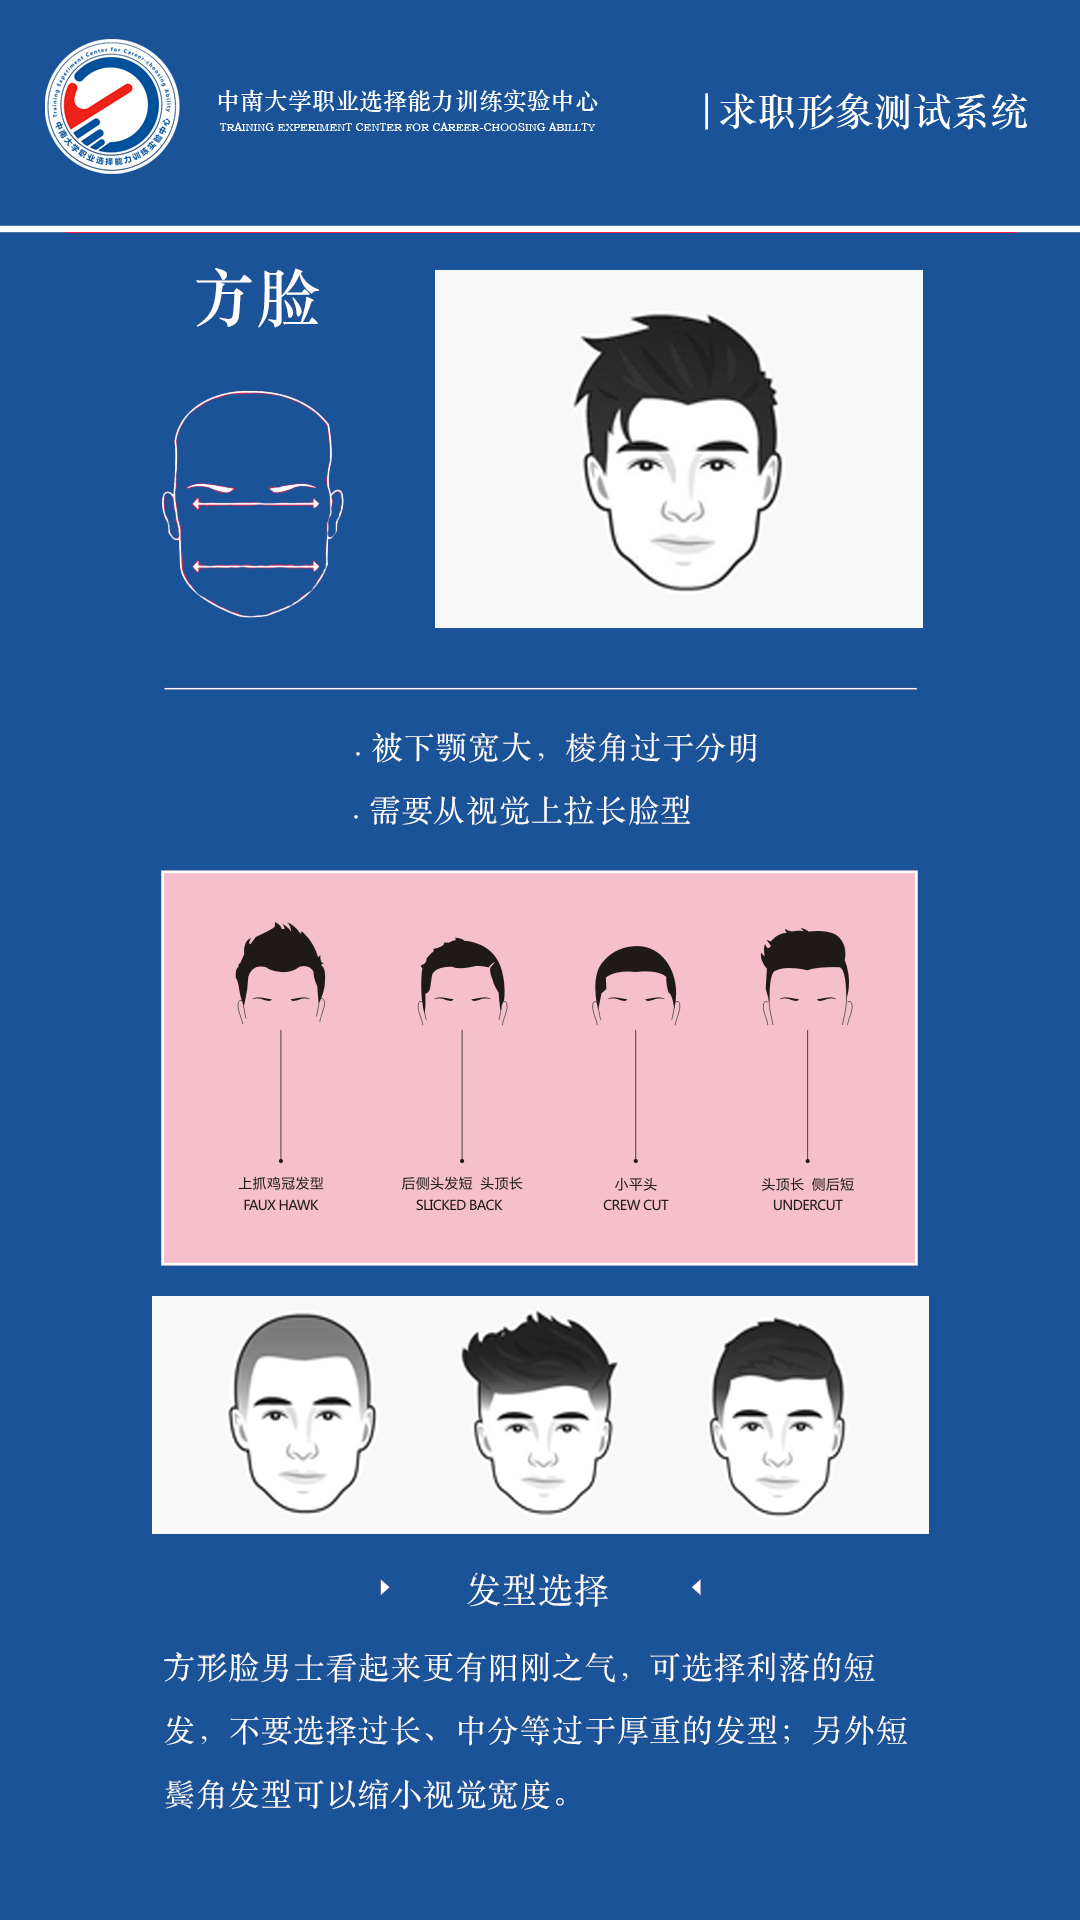 Training Experiment Center for Career-choosing Ability
中南大学职业选择能力训练实验中心
中南大学职业选择能力训练实验中心
TRAINING EXPERIMENT CENTER FOR CAREER-CHOOSING ABILLTY
|求职形象测试系统
方脸
. 被下颚宽大，棱角过于分明
. 需要从视觉上拉长脸型
上抓鸡冠发型
FAUX HAWK
后侧头发短 头顶长
SLICKED BACK
小平头
CREW CUT
头顶长 侧后短
UNDERCUT
发型选择
方形脸男士看起来更有阳刚之气，可选择利落的短
发，不要选择过长、中分等过于厚重的发型；另外短
鬓角发型可以缩小视觉宽度。